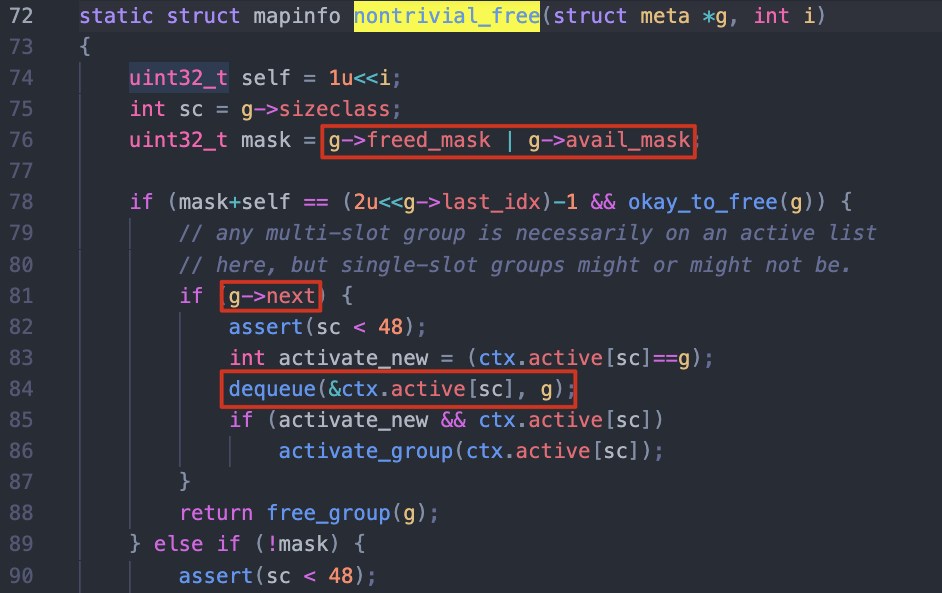 72 static struct mapinfo nontrivial_free(struct meta *g, int i)
73 {
74 uint32_t self = 1u<<i;
75 int sc = g->sizeclass;
76 uint32_t mask = g->freed_mask | g->avail_mask;
77
78 if (mask+self == (2u<<g->last_idx)-1 && okay_to_free(g)) {
79 // any multi-slot group is necessarily on an active list
80 // here, but single-slot groups might or might not be.
81 if (g->next) {
82 assert(sc < 48);
83 int activate_new = (ctx.active[sc]==g);
84 dequeue(&ctx.active[sc], g);
85 if (activate_new && ctx.active[sc])
86 activate_group(ctx.active[sc]);
87 }
88 return free_group(g);
89 } else if (!mask) {
90 assert(sc < 48);